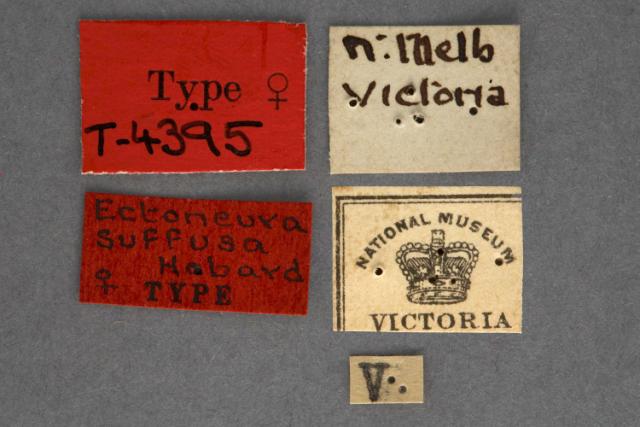 Type ♀
T-4395
n. Melb
Victoria
Ectoneura
suffusa
♀ Hebard
TYPE
NATIONAL MUSEUM
VICTORIA
V.